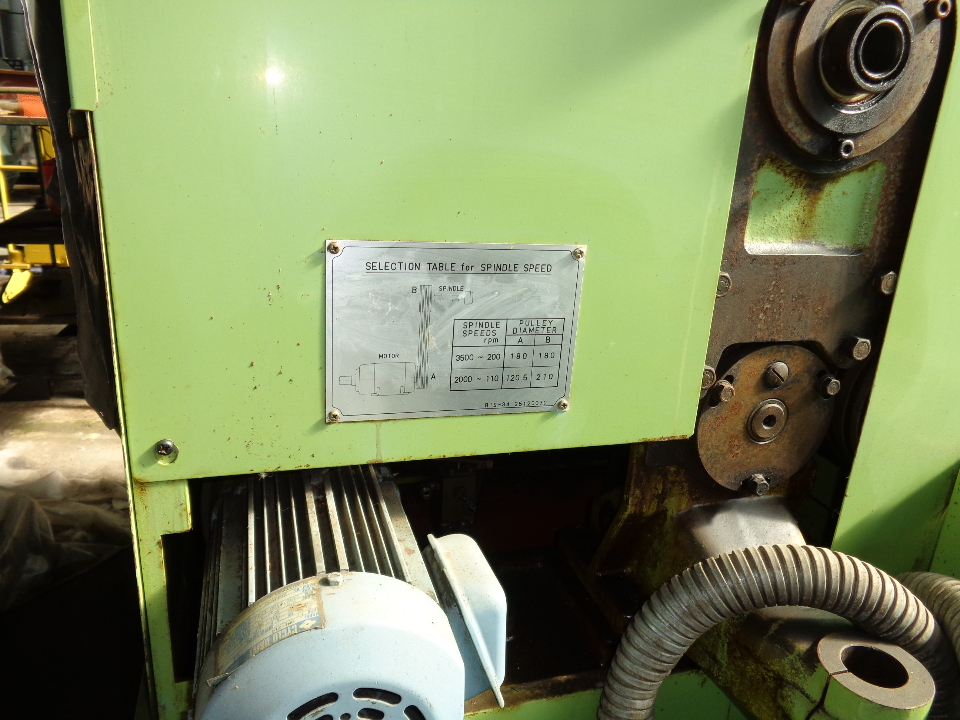 SELECTION TABLE for SPINDLE SPEED
B SPINDLE
SPINDLE SPEEDS rpm
PULLEY DIAMETER
A B
3500 ~ 200 180 180
2000 ~ 110 120.5 210
MOTOR
A